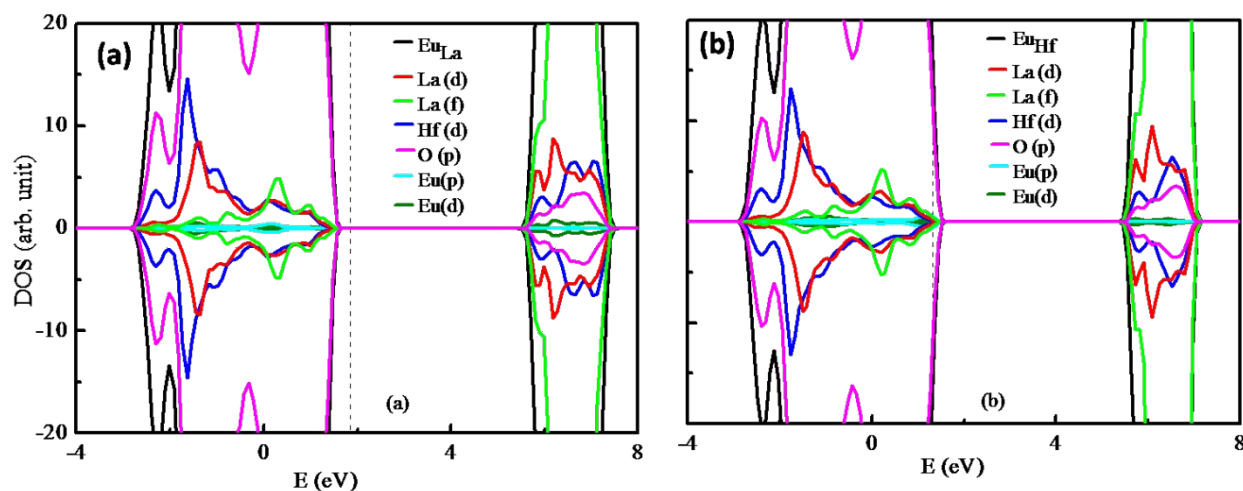 (a)
20
10
0
-10
-20
DOS (arb. unit)
Eu_La
La (d)
La (f)
Hf (d)
O (p)
Eu(p)
Eu(d)
(a)
-4
0
4
8
E (eV)
(b)
Eu_Hf
La (d)
La (f)
Hf (d)
O (p)
Eu(p)
Eu(d)
(b)
-4
0
4
8
E (eV)